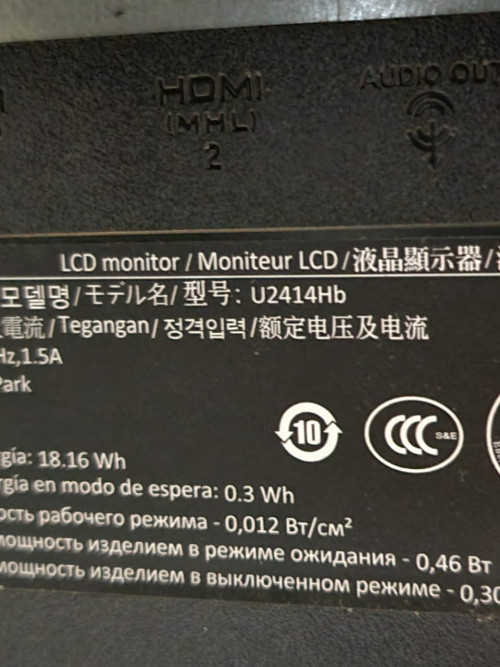 HDMI
(MHL)
2
AUDIO OUT
LCD monitor / Moniteur LCD / 液晶顯示器 /
모델명 / モデル名 / 型号: U2414Hb
電流 / Tegangan / 정격입력 / 额定电压及电流
Hz,1.5A
Park
10
CCC S&E
rgía: 18.16 Wh
rgía en modo de espera: 0.3 Wh
ость рабочего режима - 0,012 Вт/см²
мощность изделием в режиме ожидания - 0,46 Вт
мощность изделием в выключенном режиме - 0,30